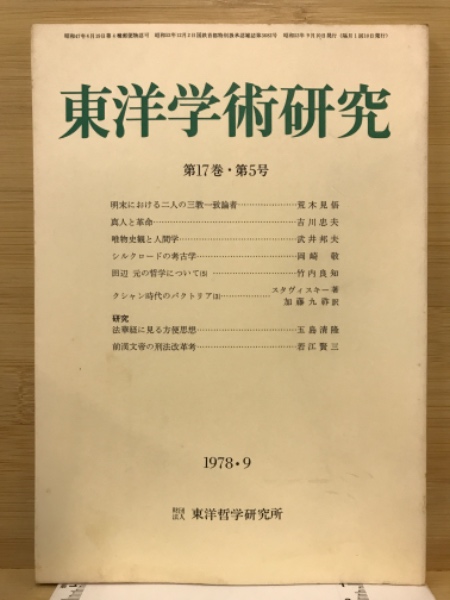 東洋学術研究
第17巻・第5号
明末における二人の三教一致論者…………………荒木見悟
真人と革命……………………………………………吉川忠夫
唯物史観と人間学……………………………………武井邦夫
シルクロードの考古学………………………………岡崎 敬
田辺 元の哲学について(5) …………………………竹内良知
クシャン時代のバクトリア(3)………………スタヴィスキー 著
加藤九祚 訳
研究
法華経に見る方便思想………………………………五島清隆
前漢文帝の刑法改革考………………………………若江賢三
1978・9
財団法人 東洋哲学研究所